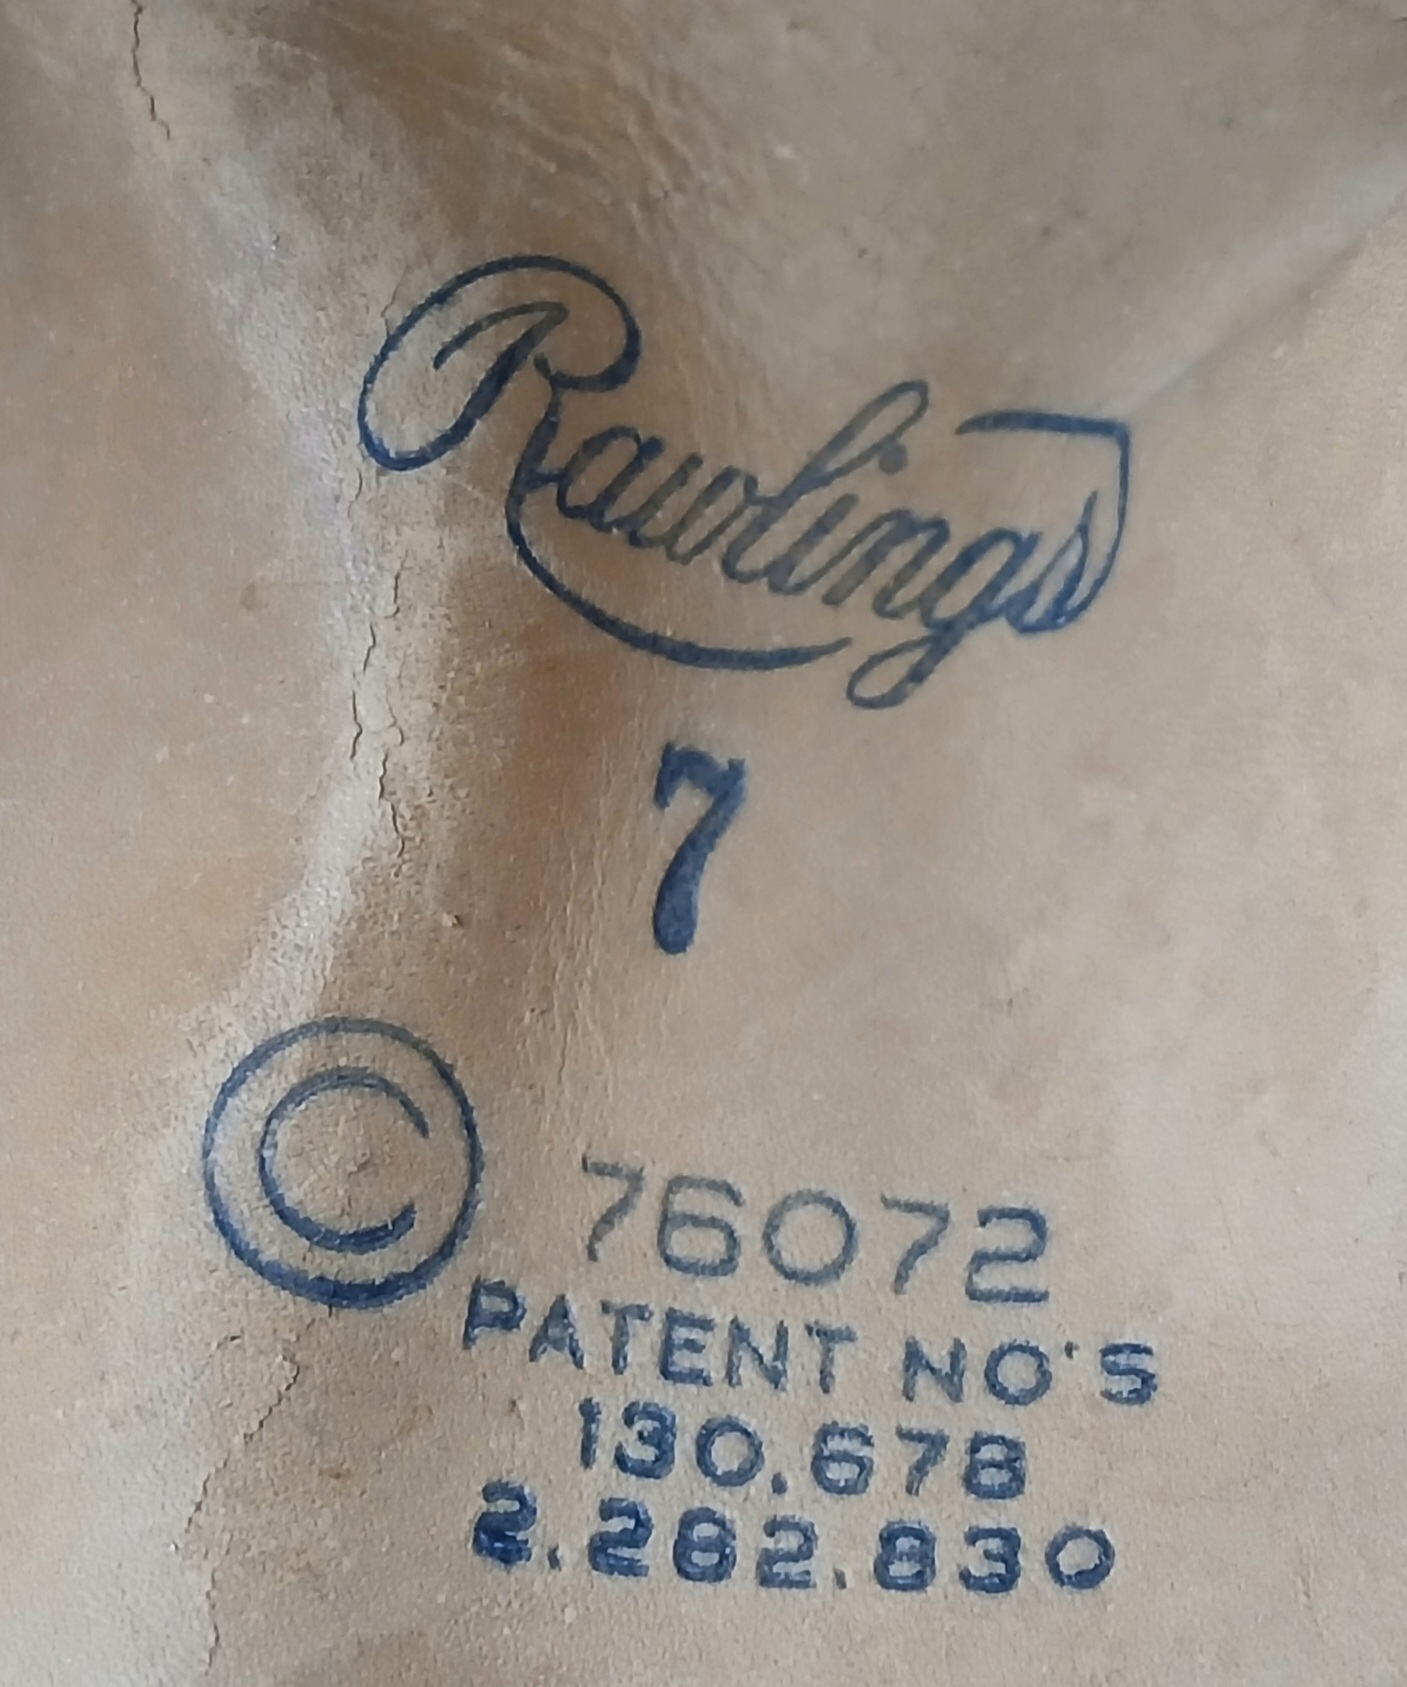 Rawlings
7
© 76072
PATENT NO'S
130.678
2.282.830